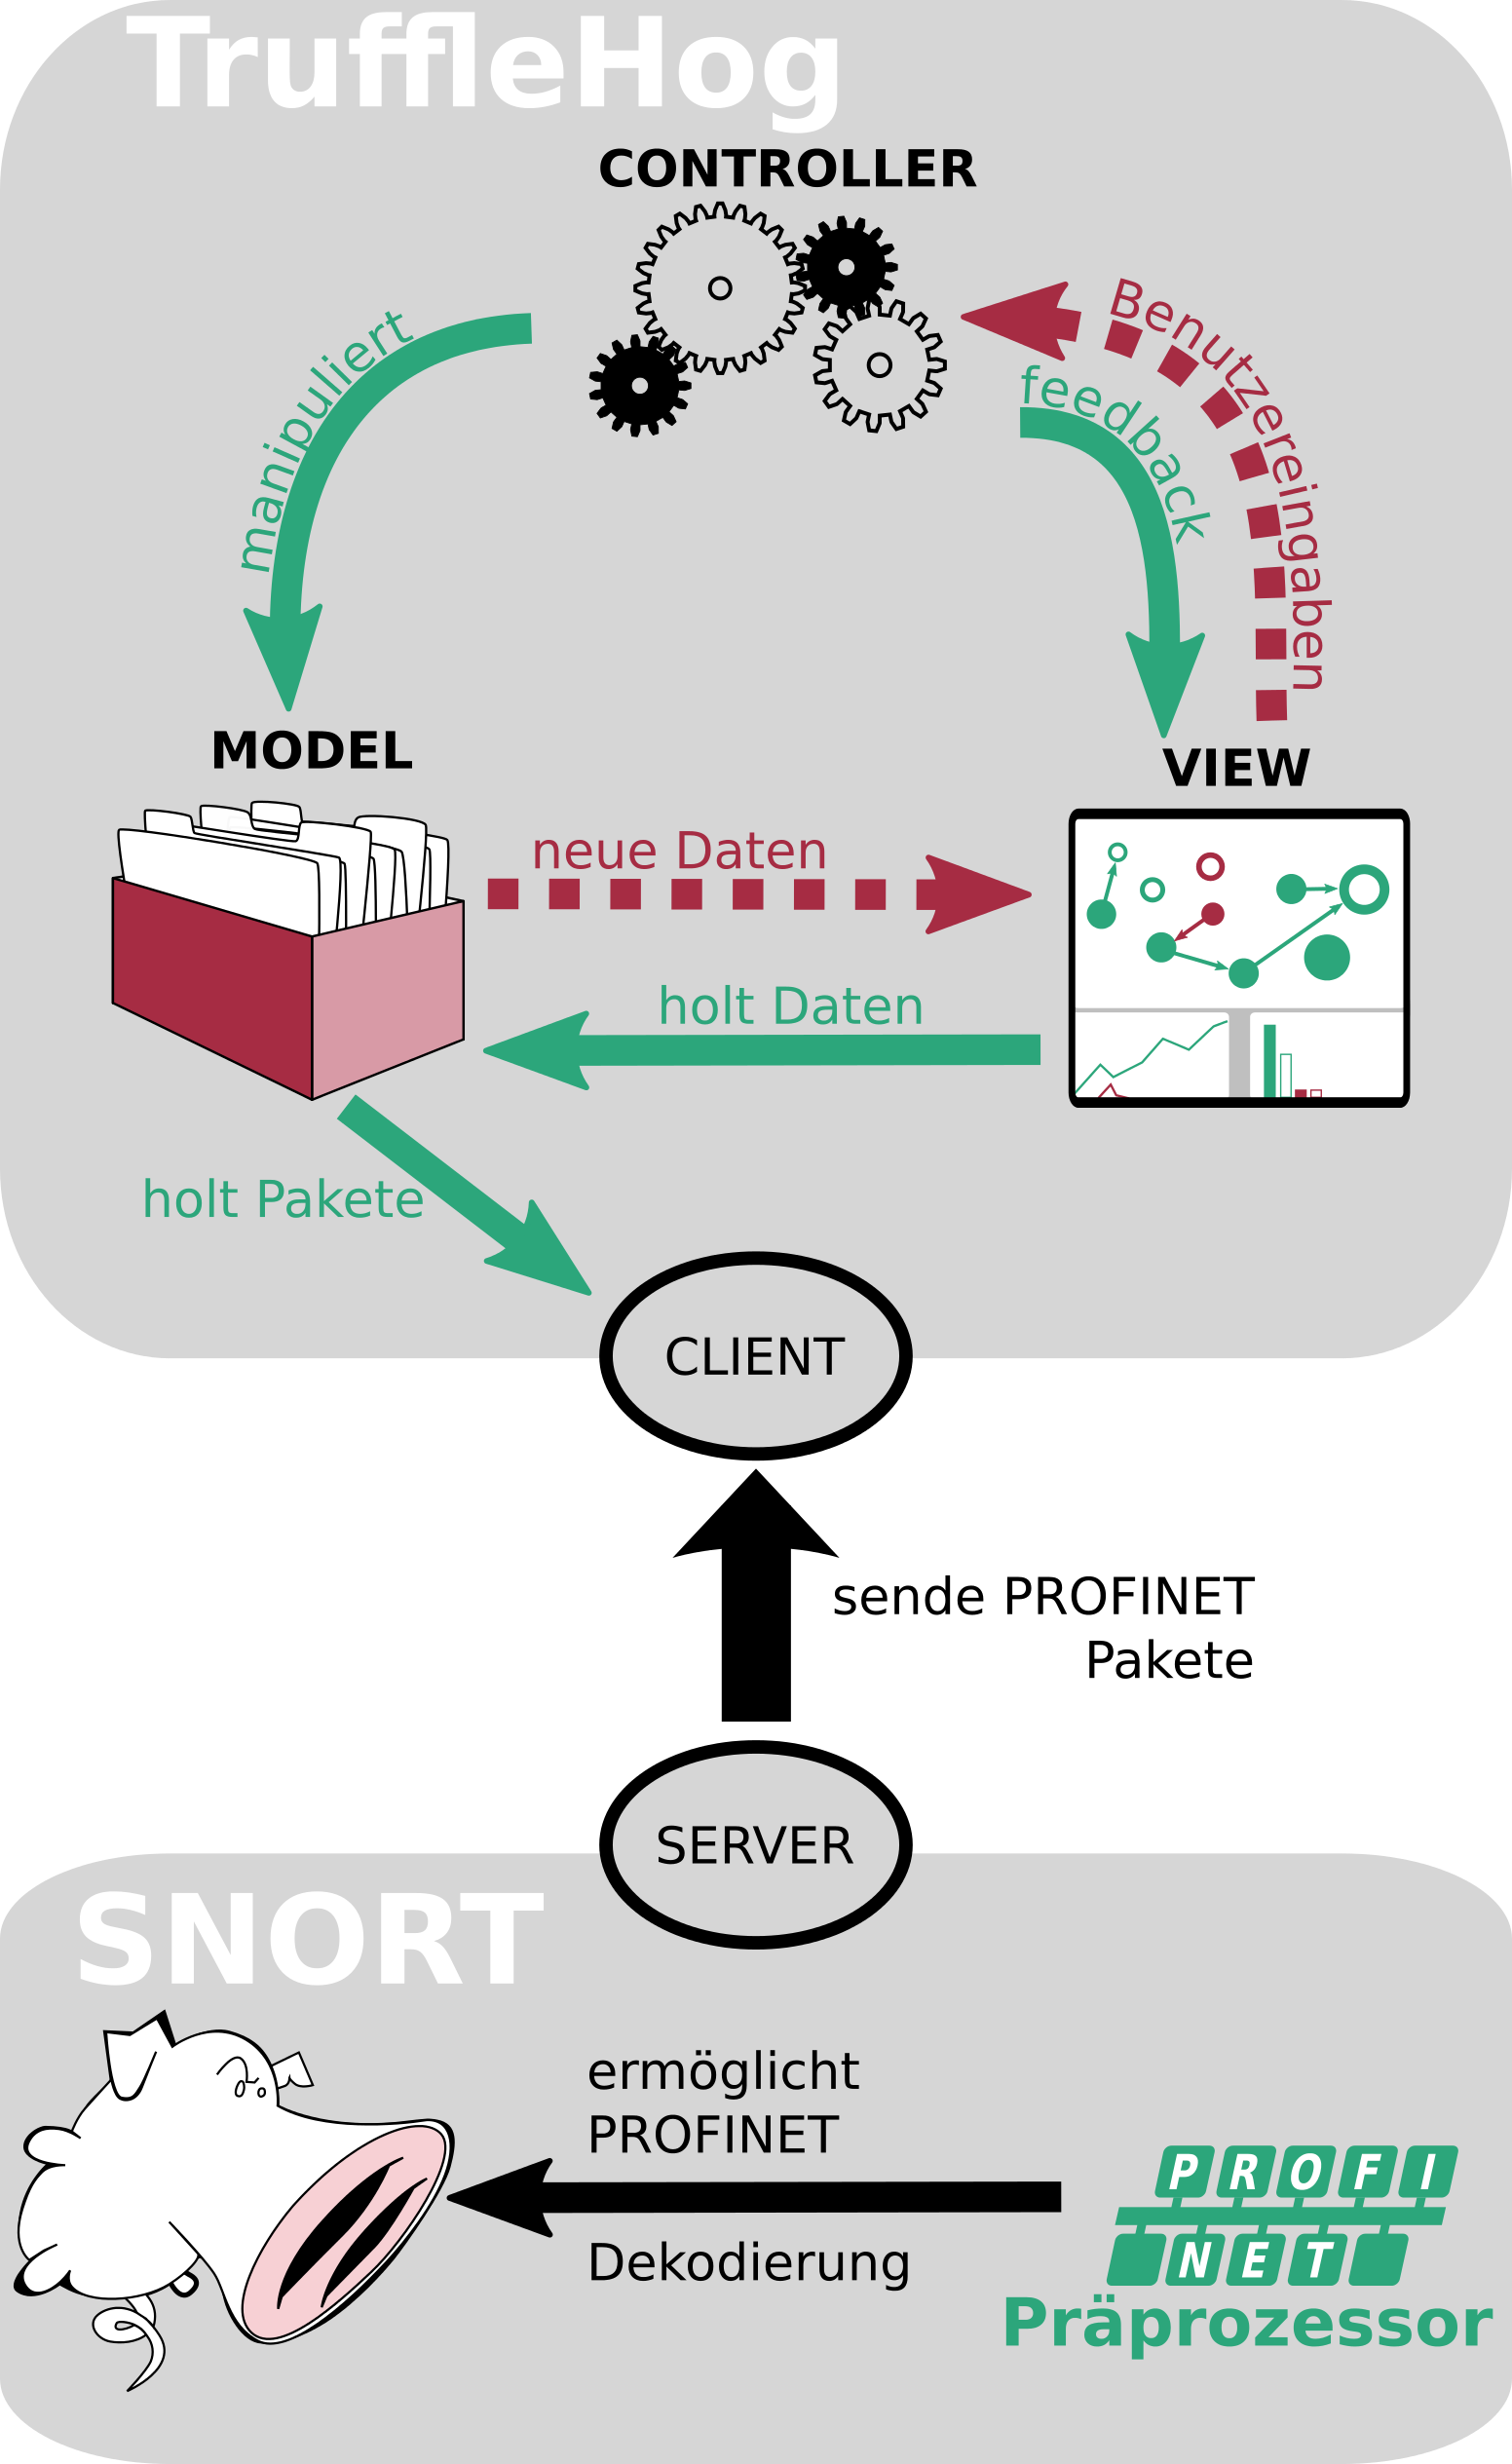 TruffleHog
CONTROLLER
manipuliert
feedback
Benutzereingaben
MODEL
VIEW
neue Daten
holt Daten
holt Pakete
CLIENT
sende PROFINET
Pakete
SERVER
SNORT
ermöglicht
PROFINET
Dekodierung
PROFI
NET
Präprozessor